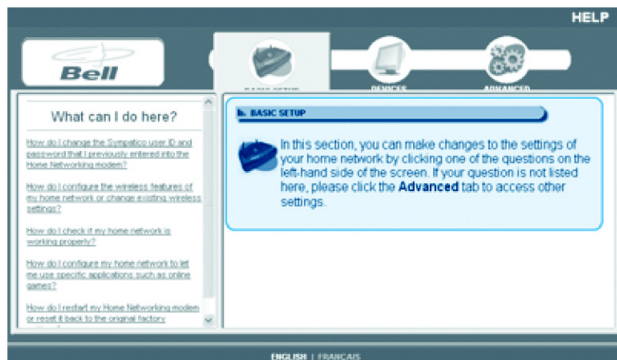 HELP
Bell
BASIC SETUP
DEVICES
ADVANCED
What can I do here?
How do I change the Sympatico user ID and
password that I previously entered into the
Home Networking modem?
How do I configure the wireless features of
my home network or change existing wireless
settings?
How do I check if my home network is
working properly?
How do I configure my home network to let
me use specific applications such as online
games?
How do I restart my Home Networking modem
or reset it back to the original factory
BASIC SETUP
In this section, you can make changes to the settings of
your home network by clicking one of the questions on the
left-hand side of the screen. If your question is not listed
here, please click the Advanced tab to access other
settings.
ENGLISH | FRANCAIS